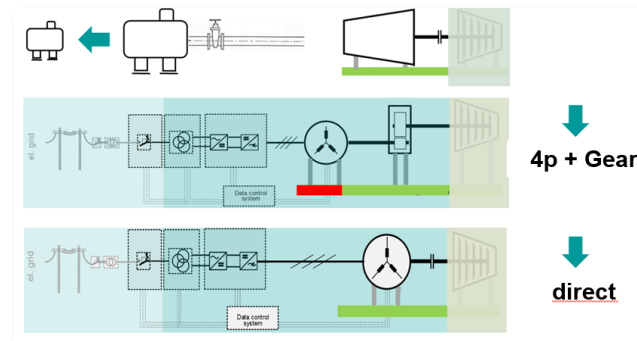 el. grid
Data control
system
4p + Gear
el. grid
Data control
system
direct